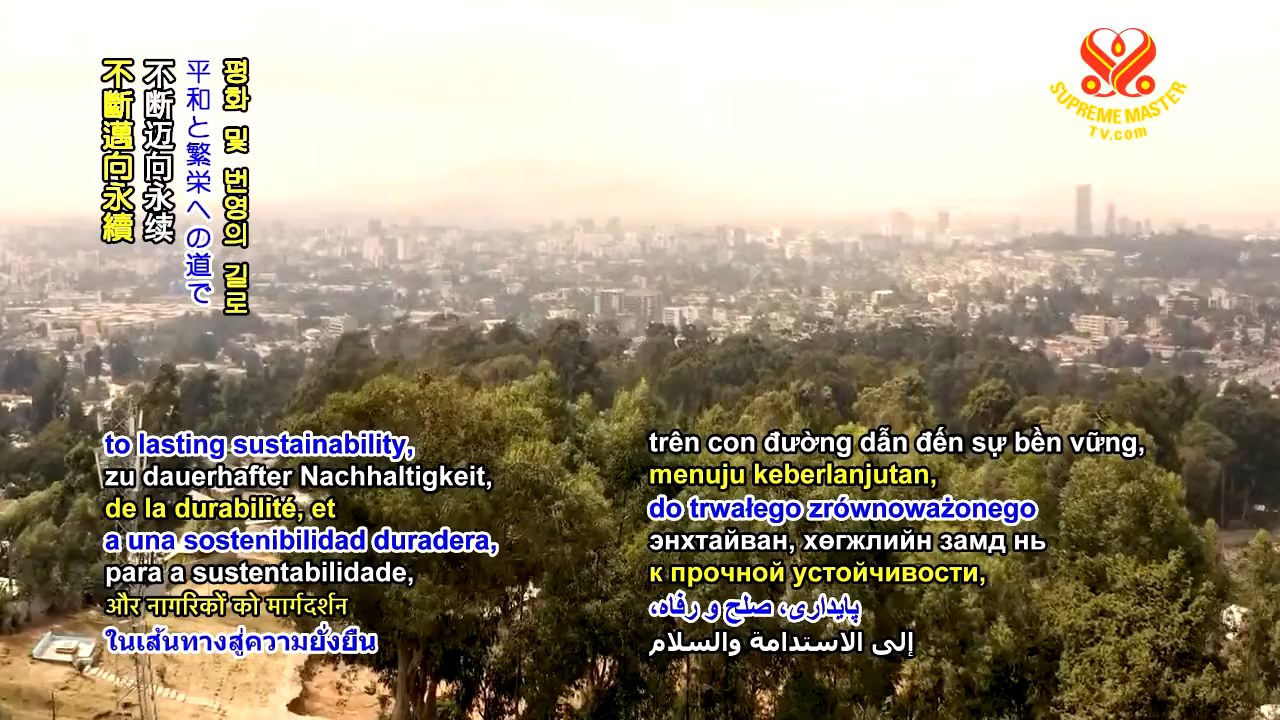 不斷邁向永續
不断迈向永续
平和と繁栄への道で
평화 및 번영의 길로
SUPREME MASTER
TV.com
to lasting sustainability,
zu dauerhafter Nachhaltigkeit,
de la durabilité, et
a una sostenibilidad duradera,
para a sustentabilidade,
और नागरिकों को मार्गदर्शन
ในเส้นทางสู่ความยั่งยืน
trên con đường dẫn đến sự bền vững,
menuju keberlanjutan,
do trwałego zrównoważonego
энхтайван, хөгжлийн замд нь
к прочной устойчивости,
پایداری، صلح و رفاه،
إلى الاستدامة والسلام